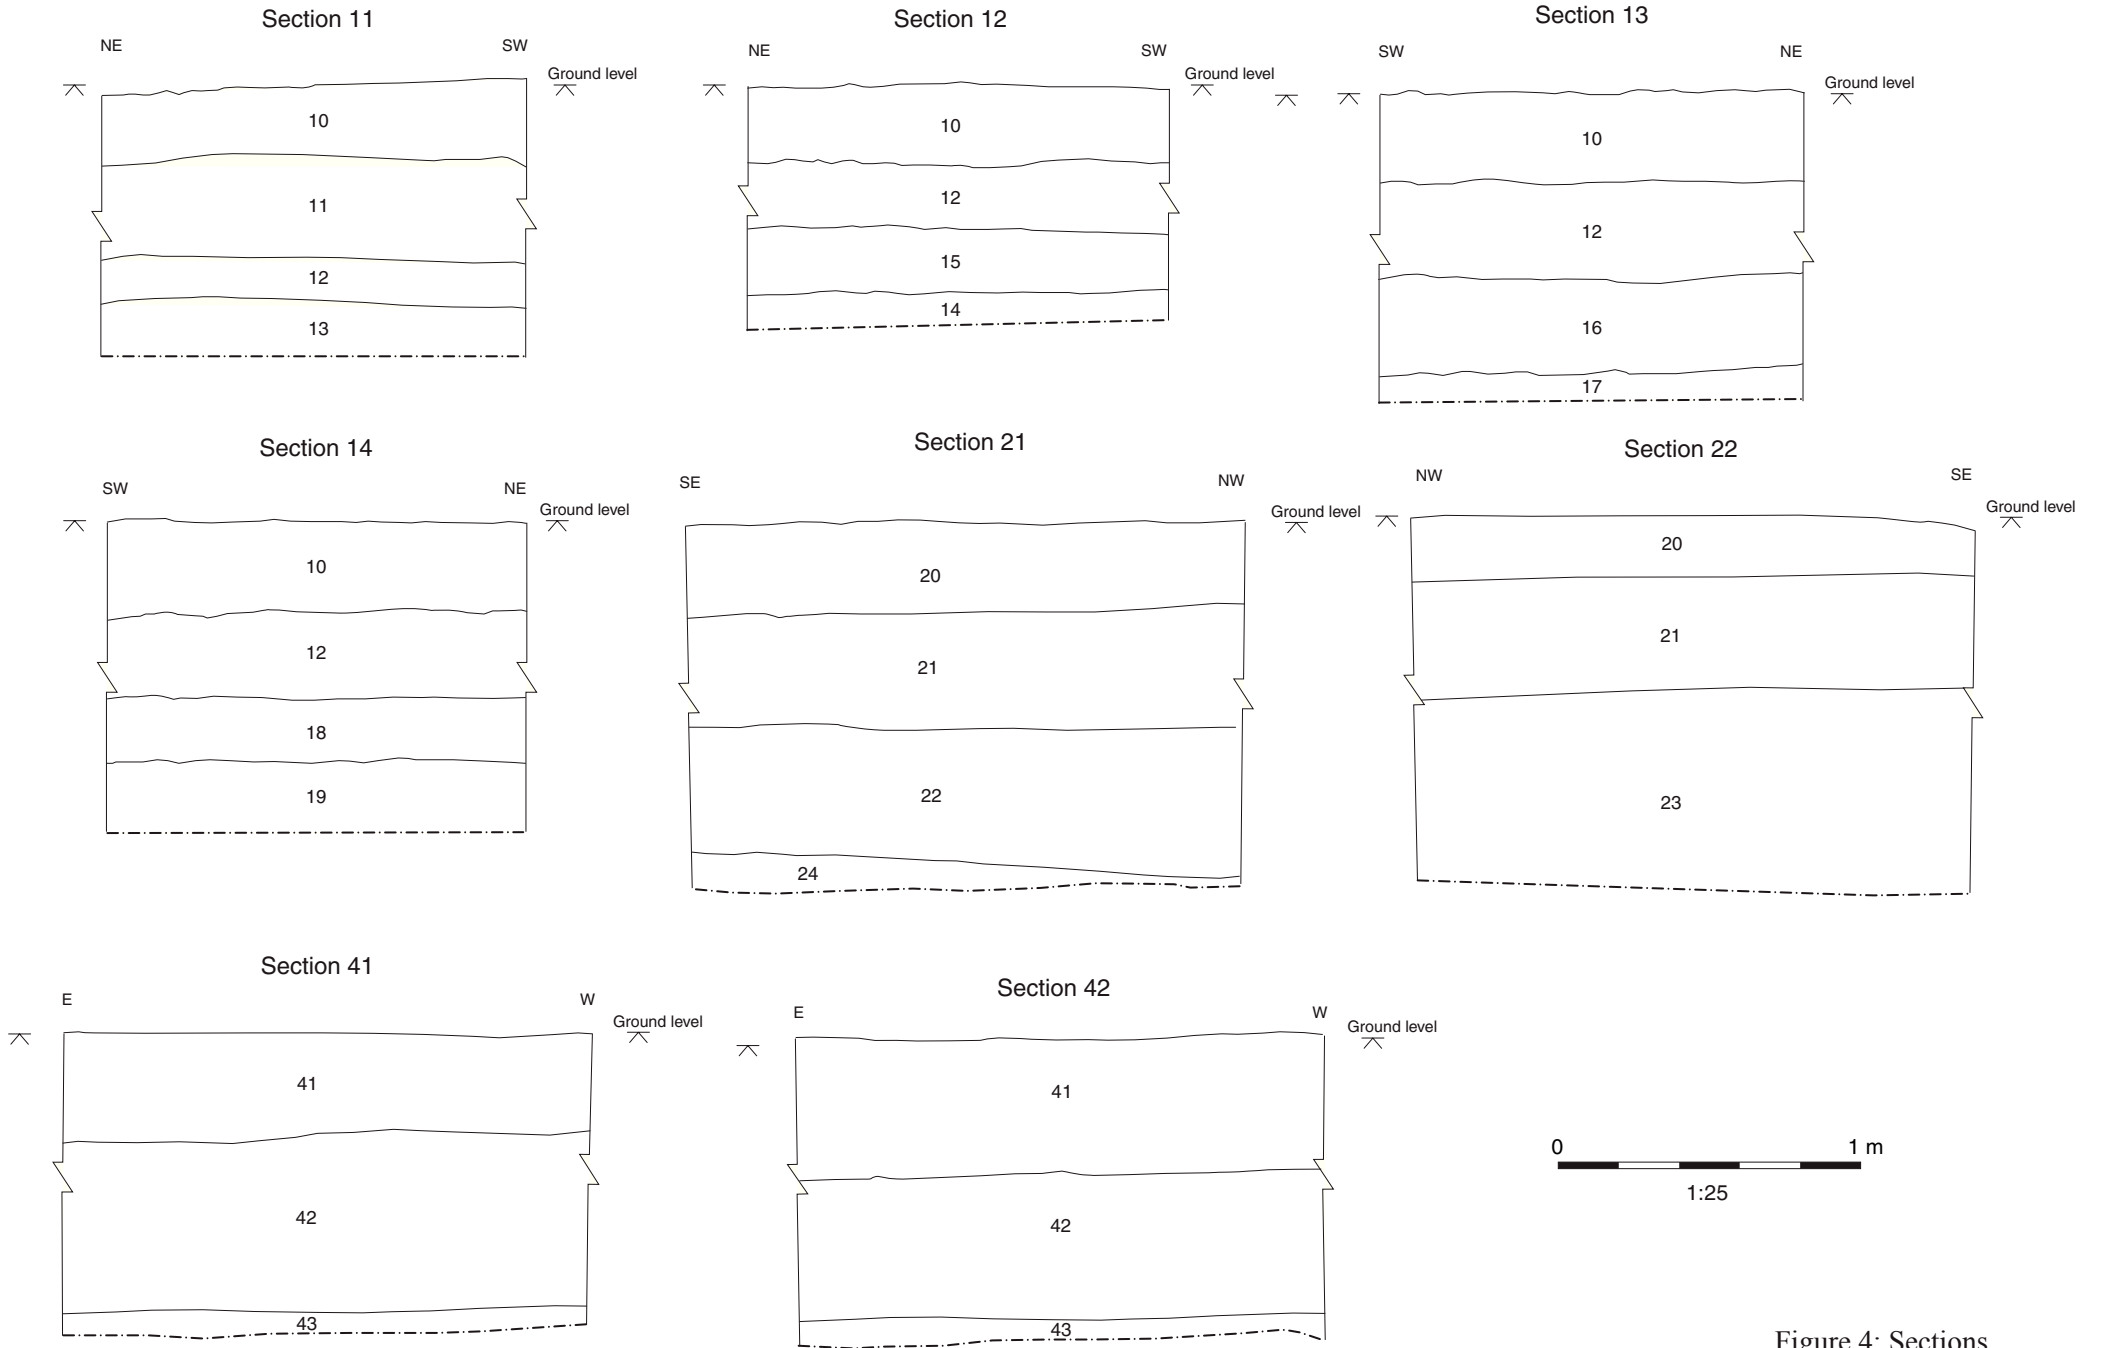 Section 11
NE SW
Ground level
10
11
12
13
Section 12
NE SW
Ground level
10
12
15
14
Section 13
SW NE
Ground level
10
12
16
17
Section 14
SW NE
Ground level
10
12
18
19
Section 21
SE NW
Ground level
20
21
22
24
Section 22
NW SE
Ground level
20
21
23
Section 41
E W
Ground level
41
42
43
Section 42
E W
Ground level
41
42
43
0 1 m
1:25
Figure 4: Sections